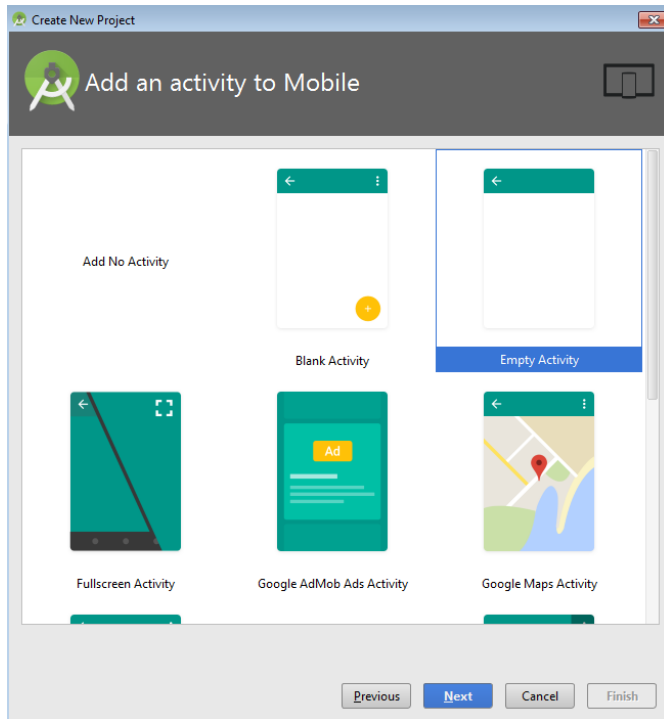 Create New Project
Add an activity to Mobile
Add No Activity
Blank Activity
Empty Activity
Ad
Fullscreen Activity
Google AdMob Ads Activity
Google Maps Activity
Previous
Next
Cancel
Finish